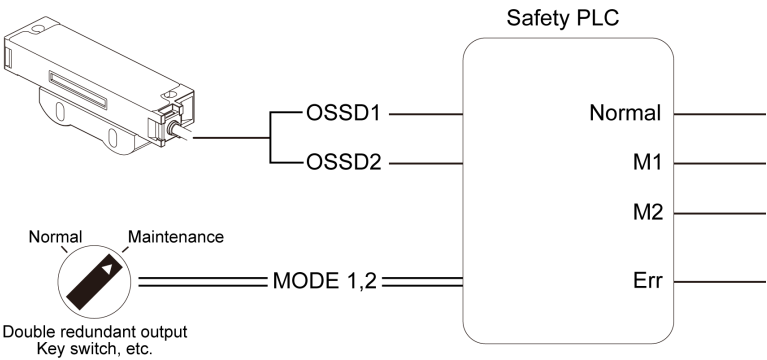 Safety PLC
OSSD1
Normal
OSSD2
M1
M2
Normal
Maintenance
MODE 1,2
Err
Double redundant output
Key switch, etc.